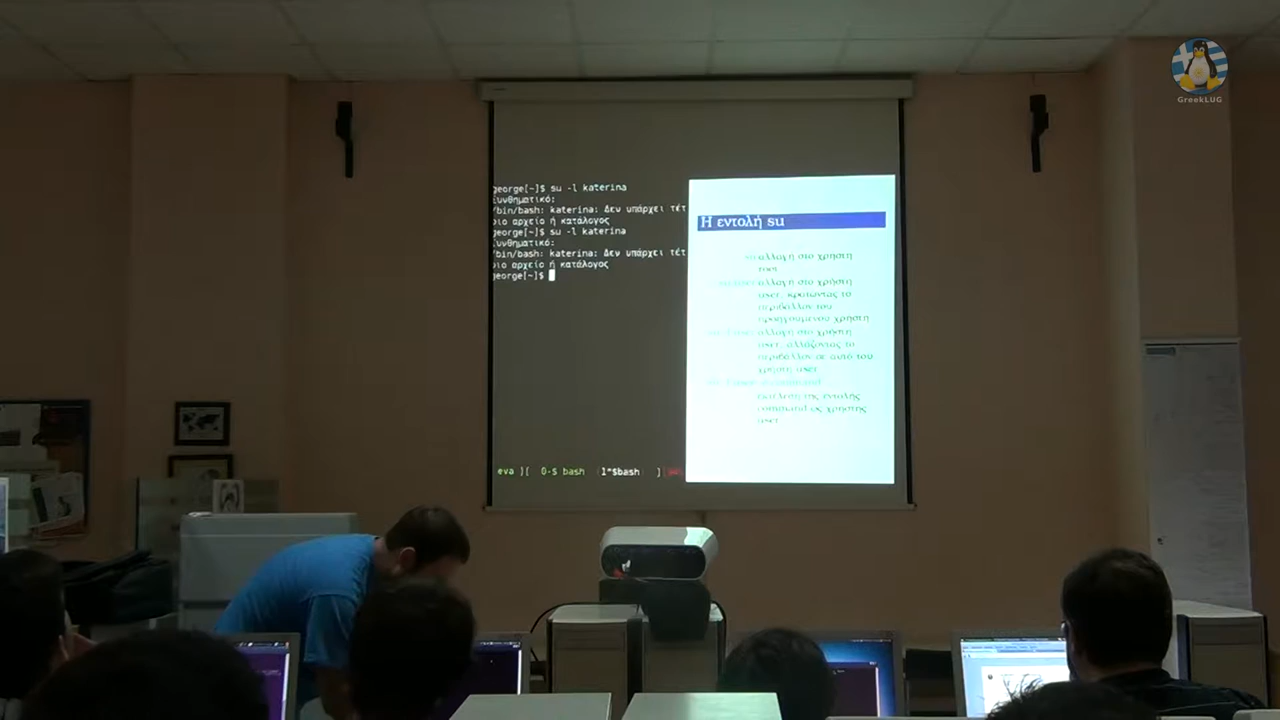 GreekLUG
george[~]$ su -l katerina
Συνθηματικό:
/bin/bash: katerina: Δεν υπάρχει τέτ
οιο αρχείο ή κατάλογος
george[~]$ su -l katerina
Συνθηματικό:
/bin/bash: katerina: Δεν υπάρχει τέτ
οιο αρχείο ή κατάλογος
george[~]$
eva ][ 0-$ bash (1*$bash) ]
Η εντολή su
su αλλαγή στο χρήστη
root
αλλαγή στο χρήστη
user, κρατώντας το
περιβάλλον του
προηγούμενου χρήστη
αλλαγή στο χρήστη
user, αλλάζοντας το
περιβάλλον σε αυτό του
χρήστη user
εκτέλεση της εντολής
command ως χρήστης
user